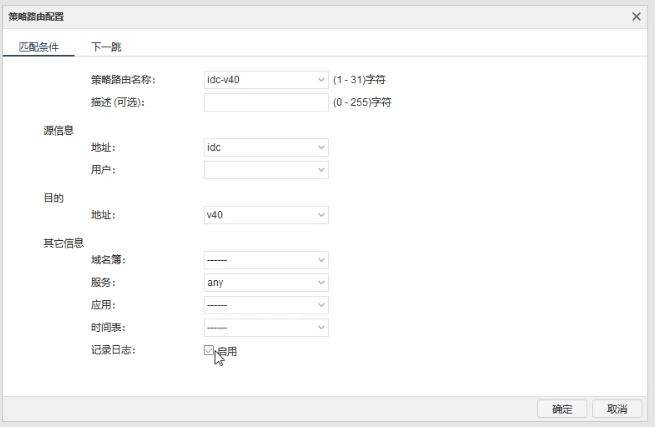 策略路由配置
匹配条件 下一跳
策略路由名称： idc-v40 (1 - 31)字符
描述 (可选)： (0 - 255)字符
源信息
地址： idc
用户：
目的
地址： v40
其它信息
域名簿： ------
服务： any
应用： ------
时间表： ------
记录日志： 启用
确定 取消